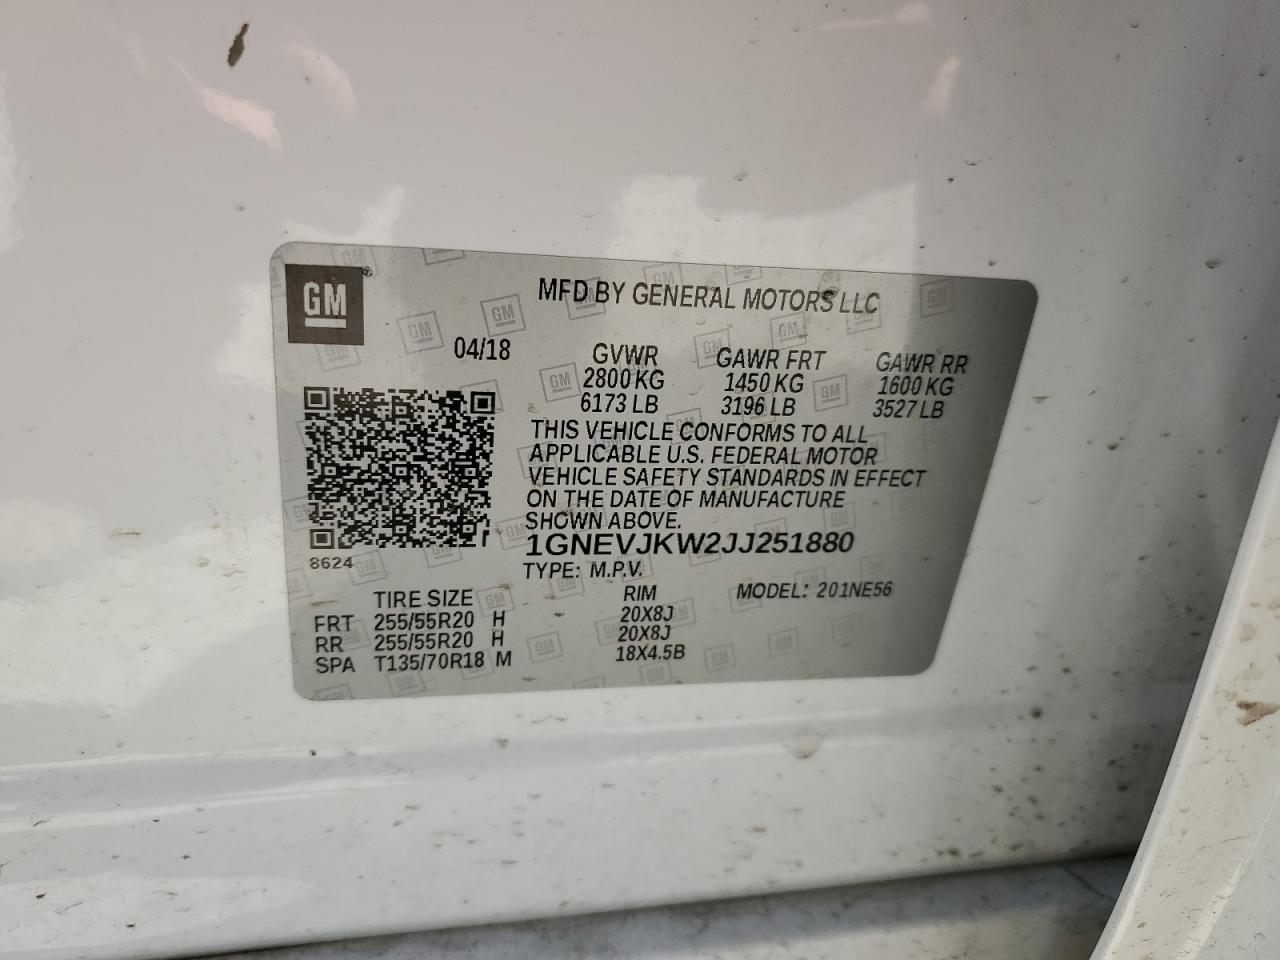 GM
MFD BY GENERAL MOTORS LLC
04/18
GVWR GAWR FRT GAWR RR
2800 KG 1450 KG 1600 KG
6173 LB 3196 LB 3527 LB
THIS VEHICLE CONFORMS TO ALL
APPLICABLE U.S. FEDERAL MOTOR
VEHICLE SAFETY STANDARDS IN EFFECT
ON THE DATE OF MANUFACTURE
SHOWN ABOVE.
1GNEVJKW2JJ251880
8624
TYPE: M.P.V. MODEL: 201NE56
TIRE SIZE RIM
FRT 255/55R20 H 20X8J
RR 255/55R20 H 20X8J
SPA T135/70R18 M 18X4.5B